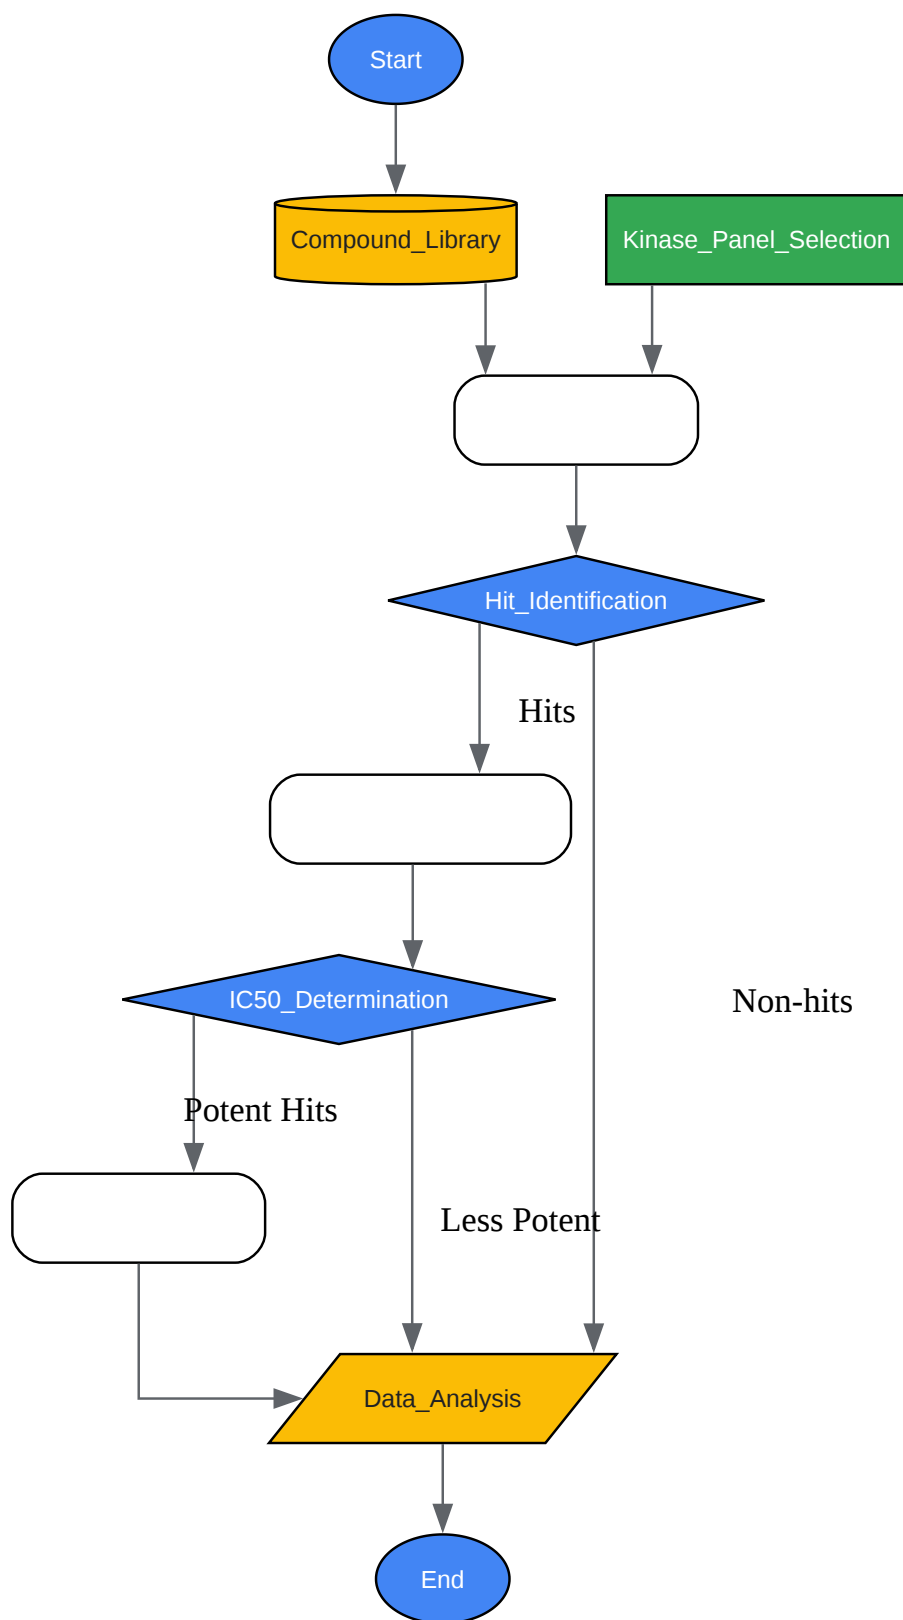 Start
Compound_Library
Kinase_Panel_Selection
Hit_Identification
Hits
IC50_Determination
Non-hits
Potent Hits
Less Potent
Data_Analysis
End